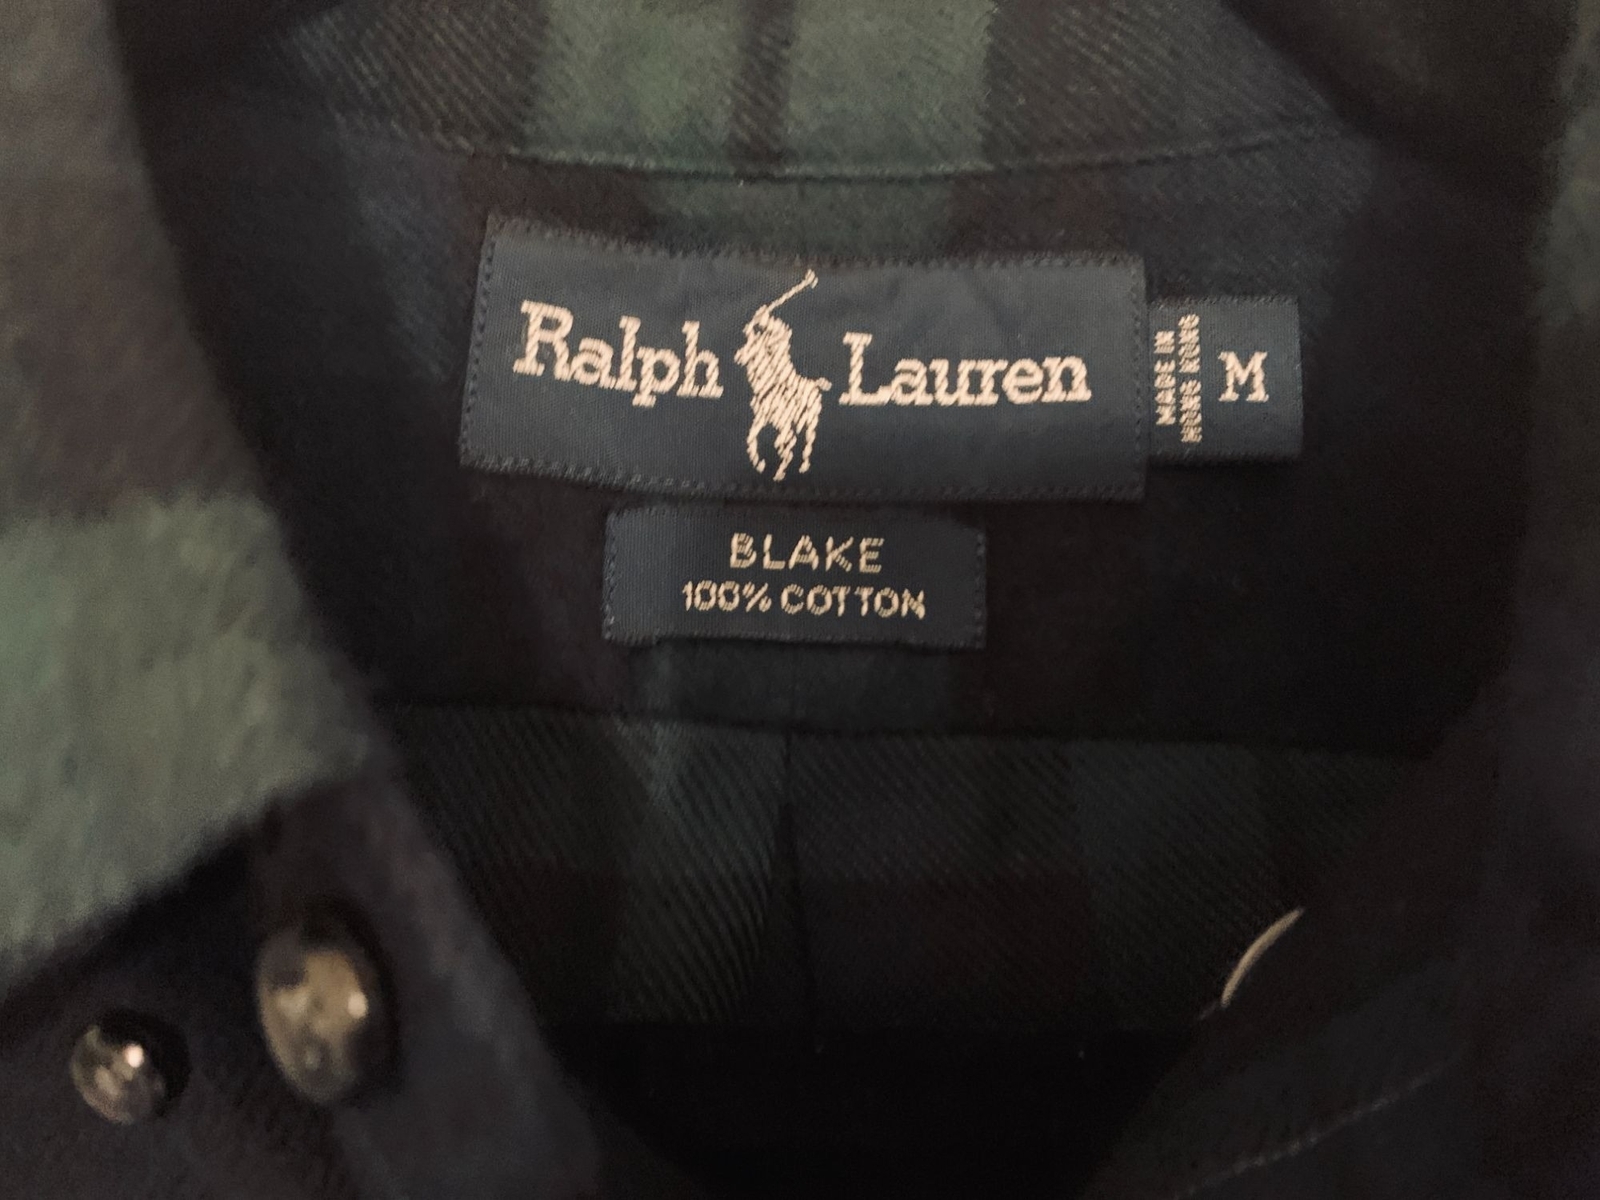 Ralph Lauren
MADE IN
HONG KONG
M
BLAKE
100% COTTON